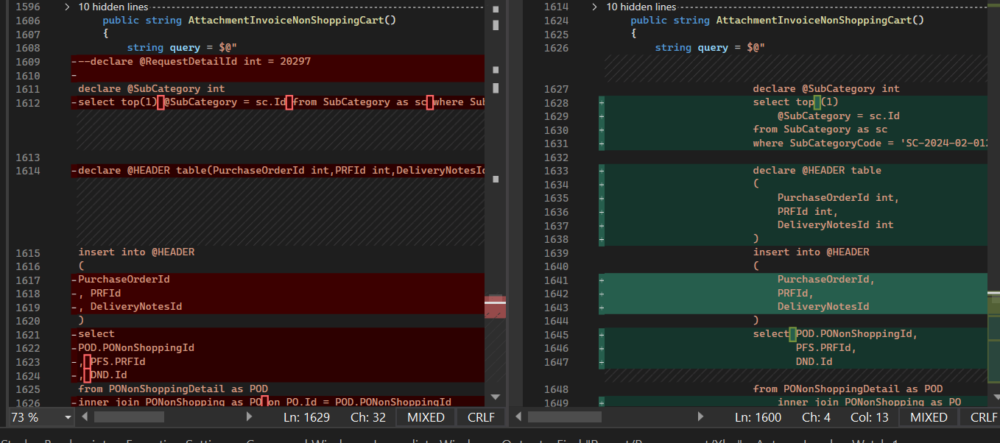 1596 > 10 hidden lines
1606 public string AttachmentInvoiceNonShoppingCart()
1607 {
1608 string query = $@"
1609 ---declare @RequestDetailId int = 20297
1610 -
1611 declare @SubCategory int
1612 -select top(1) @SubCategory = sc.Id from SubCategory as sc where Sub
1613
1614 -declare @HEADER table(PurchaseOrderId int,PRFId int,DeliveryNotesId
1615 insert into @HEADER
1616 (
1617 -PurchaseOrderId
1618 -, PRFId
1619 -, DeliveryNotesId
1620 )
1621 -select
1622 -POD.PONonShoppingId
1623 -, PFS.PRFId
1624 -, DND.Id
1625 from PONonShoppingDetail as POD
1626 -inner join PONonShopping as PO on PO.Id = POD.PONonShoppingId
73 % Ln: 1629 Ch: 32 MIXED CRLF
1614 > 10 hidden lines
1624 public string AttachmentInvoiceNonShoppingCart()
1625 {
1626 string query = $@"
1627 declare @SubCategory int
1628 + select top (1)
1629 + @SubCategory = sc.Id
1630 + from SubCategory as sc
1631 + where SubCategoryCode = 'SC-2024-02-01
1632
1633 + declare @HEADER table
1634 + (
1635 + PurchaseOrderId int,
1636 + PRFId int,
1637 + DeliveryNotesId int
1638 + )
1639 insert into @HEADER
1640 (
1641 + PurchaseOrderId,
1642 + PRFId,
1643 + DeliveryNotesId
1644 )
1645 + select POD.PONonShoppingId,
1646 + PFS.PRFId,
1647 + DND.Id
1648 from PONonShoppingDetail as POD
1649 + inner join PONonShopping as PO
Ln: 1600 Ch: 4 Col: 13 MIXED CRLF